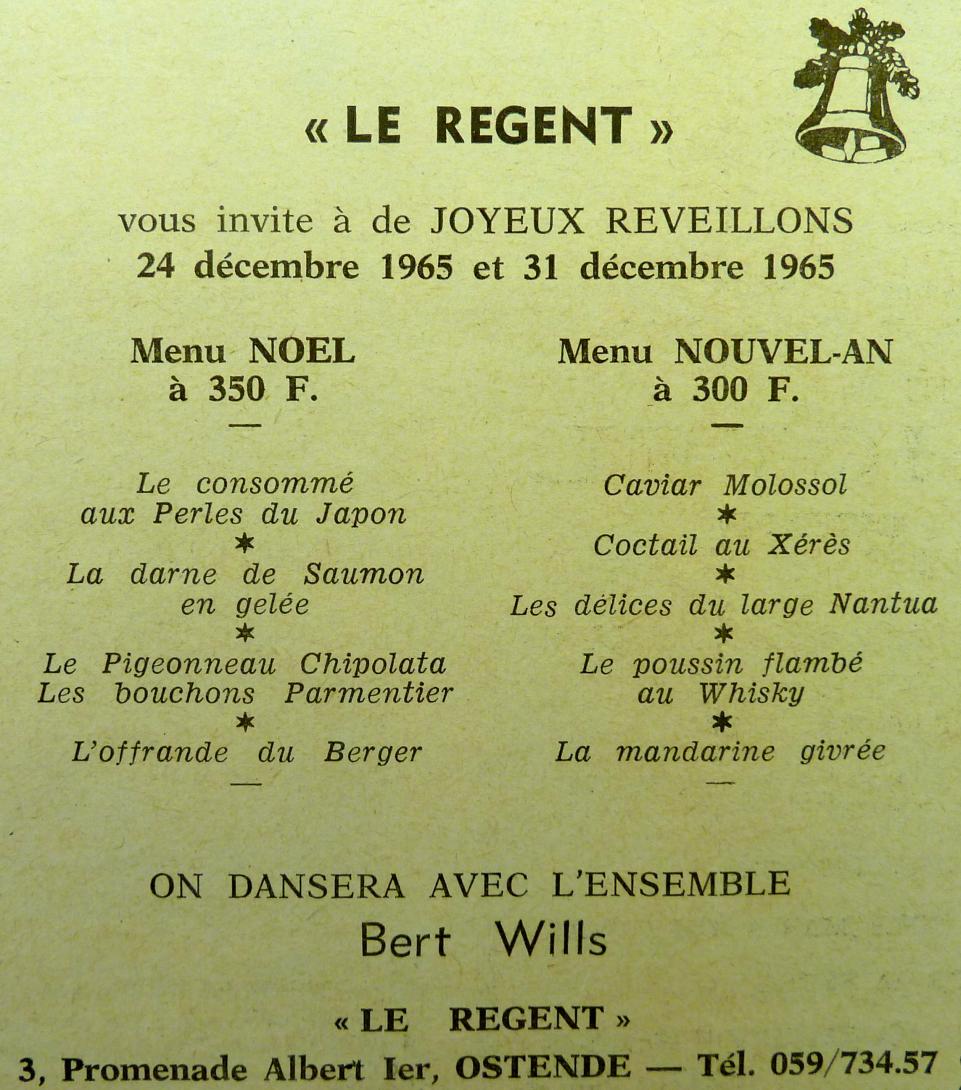 « LE REGENT »
vous invite à de JOYEUX REVEILLONS
24 décembre 1965 et 31 décembre 1965
Menu NOEL
à 350 F.
—
Le consommé
aux Perles du Japon
*
La darne de Saumon
en gelée
*
Le Pigeonneau Chipolata
Les bouchons Parmentier
*
L'offrande du Berger
—
Menu NOUVEL-AN
à 300 F.
—
Caviar Molossol
*
Coctail au Xérès
*
Les délices du large Nantua
*
Le poussin flambé
au Whisky
*
La mandarine givrée
—
ON DANSERA AVEC L'ENSEMBLE
Bert Wills
« LE REGENT »
3, Promenade Albert Ier, OSTENDE — Tél. 059/734.57